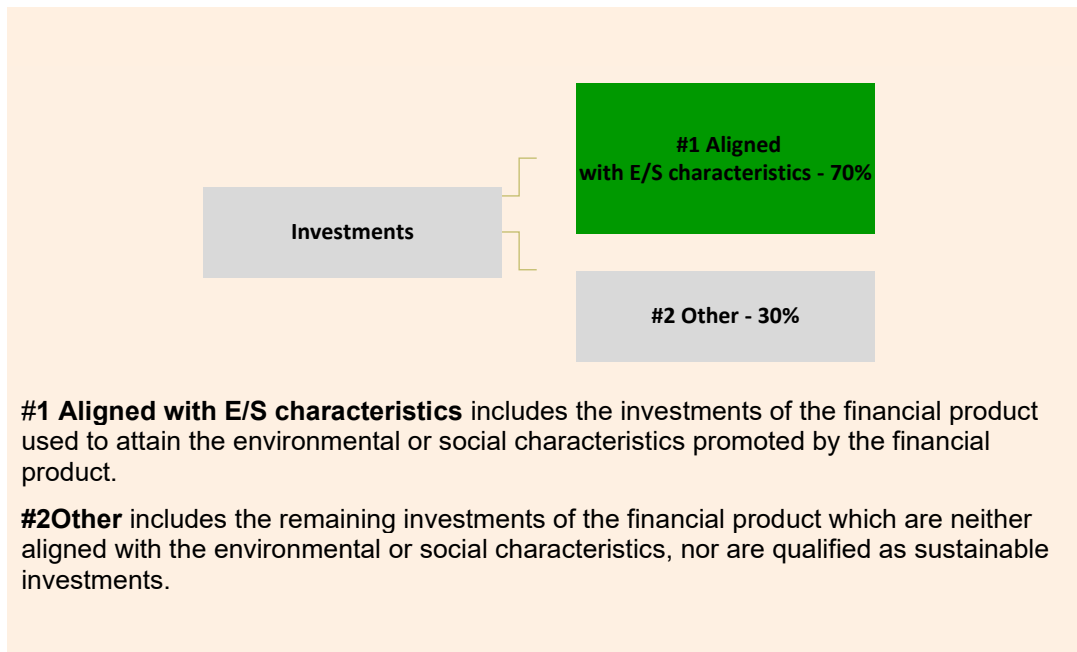 #1 Aligned
with E/S characteristics - 70%
Investments
#2 Other - 30%
#1 Aligned with E/S characteristics includes the investments of the financial product
used to attain the environmental or social characteristics promoted by the financial
product.
#2Other includes the remaining investments of the financial product which are neither
aligned with the environmental or social characteristics, nor are qualified as sustainable
investments.